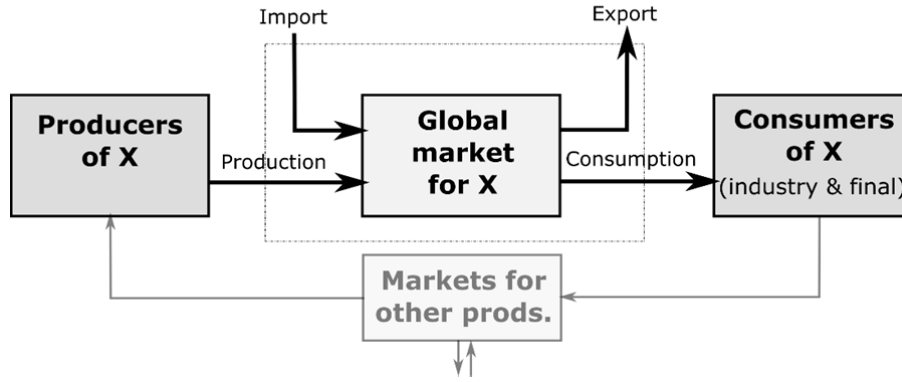 Import
Export
Producers
of X
Production
Global
market
for X
Consumption
Consumers
of X
(industry & final)
Markets for
other prods.